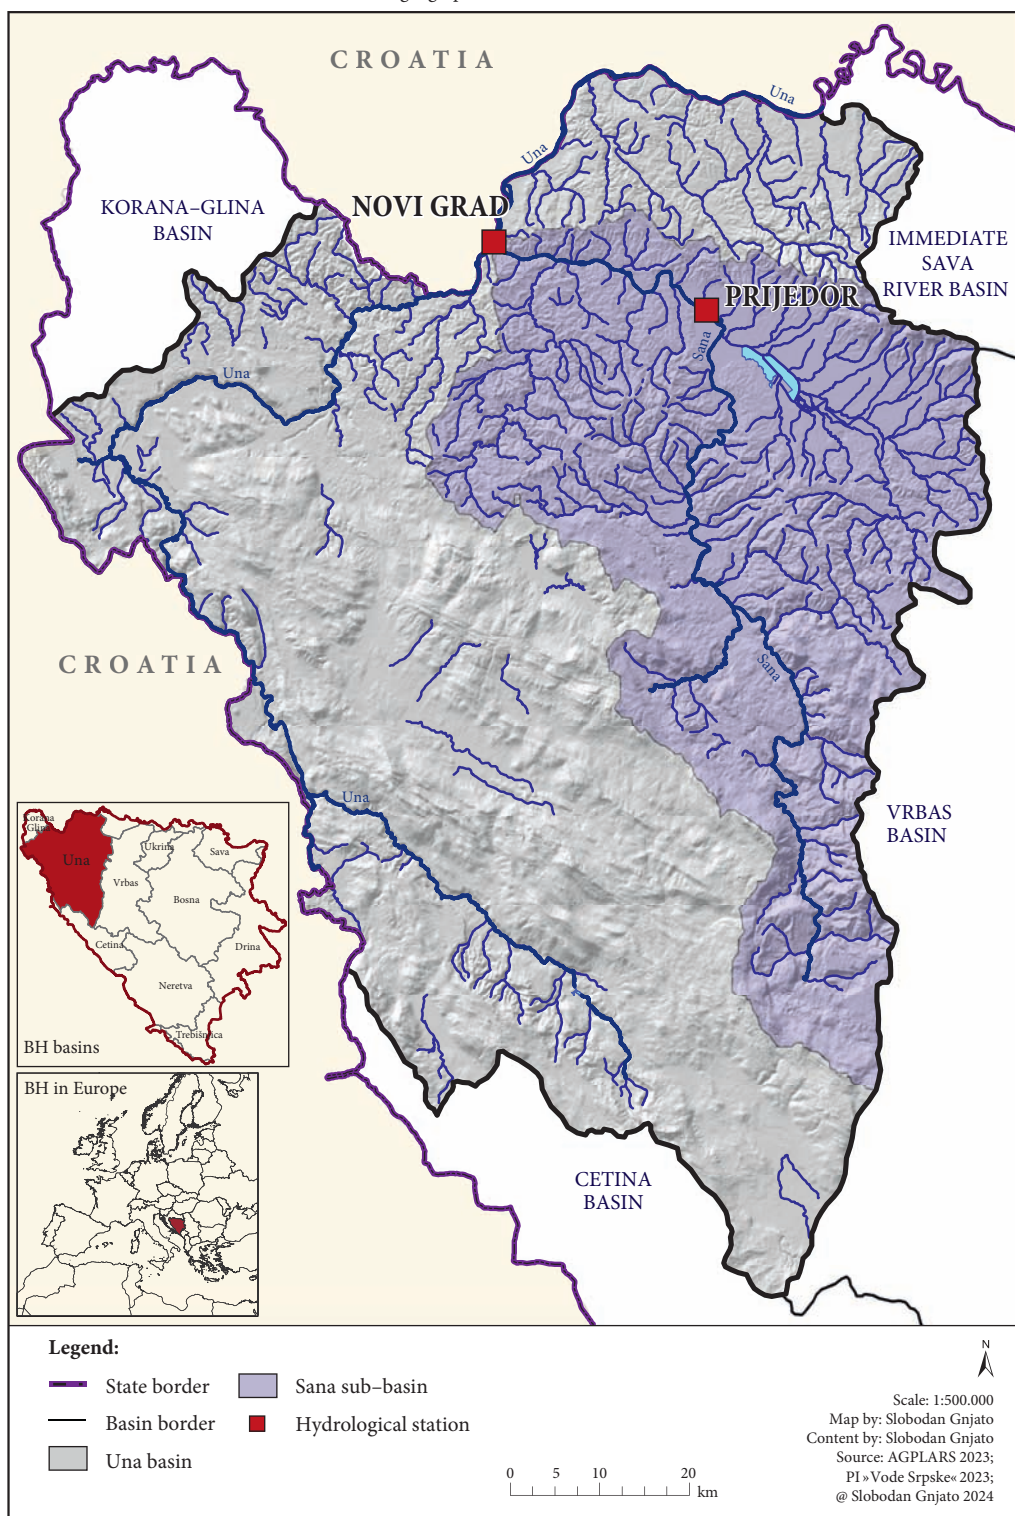 CROATIA
Una
Una
NOVI GRAD
KORANA–GLINA
BASIN
IMMEDIATE
SAVA
RIVER BASIN
PRIJEDOR
Sana
Una
CROATIA
Sana
Una
VRBAS
BASIN
Korana
Glina
Una
Ukrina
Sava
Vrbas
Bosna
Cetina
Drina
Neretva
Trebišnjica
BH basins
BH in Europe
CETINA
BASIN
Legend:
State border
Sana sub–basin
Basin border
Hydrological station
Una basin
0 5 10 20
km
N
Scale: 1:500.000
Map by: Slobodan Gnjato
Content by: Slobodan Gnjato
Source: AGPLARS 2023;
PI »Vode Srpske« 2023;
@ Slobodan Gnjato 2024